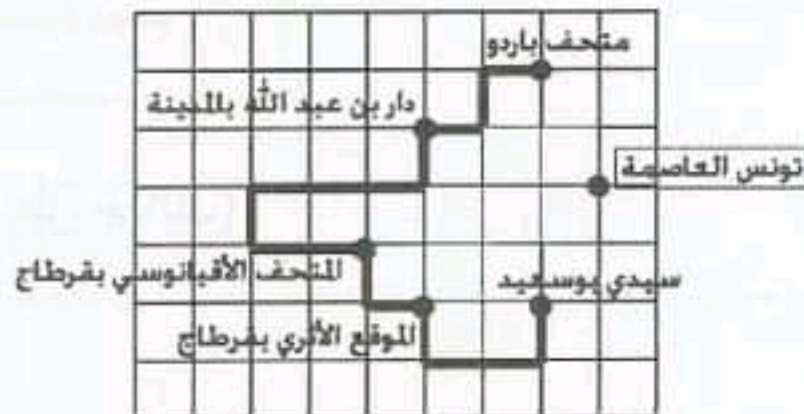 متحف باردو
دار بن عبد الله بالمدينة
تونس العاصمة
المتحف الأقيانوسي بقرطاج
سيدي بوسعيد
الموقع الأثري بقرطاج